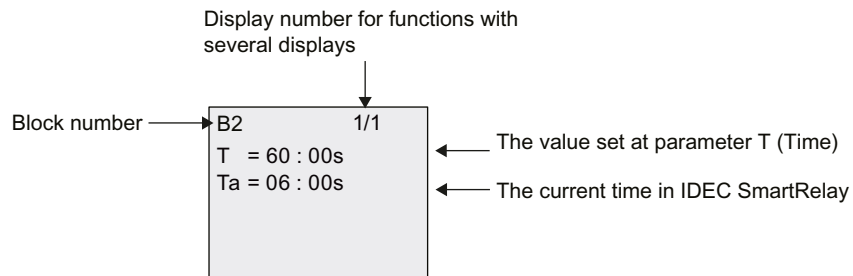 Display number for functions with
several displays
Block number
B2 1/1
T = 60 : 00s
Ta = 06 : 00s
The value set at parameter T (Time)
The current time in IDEC SmartRelay